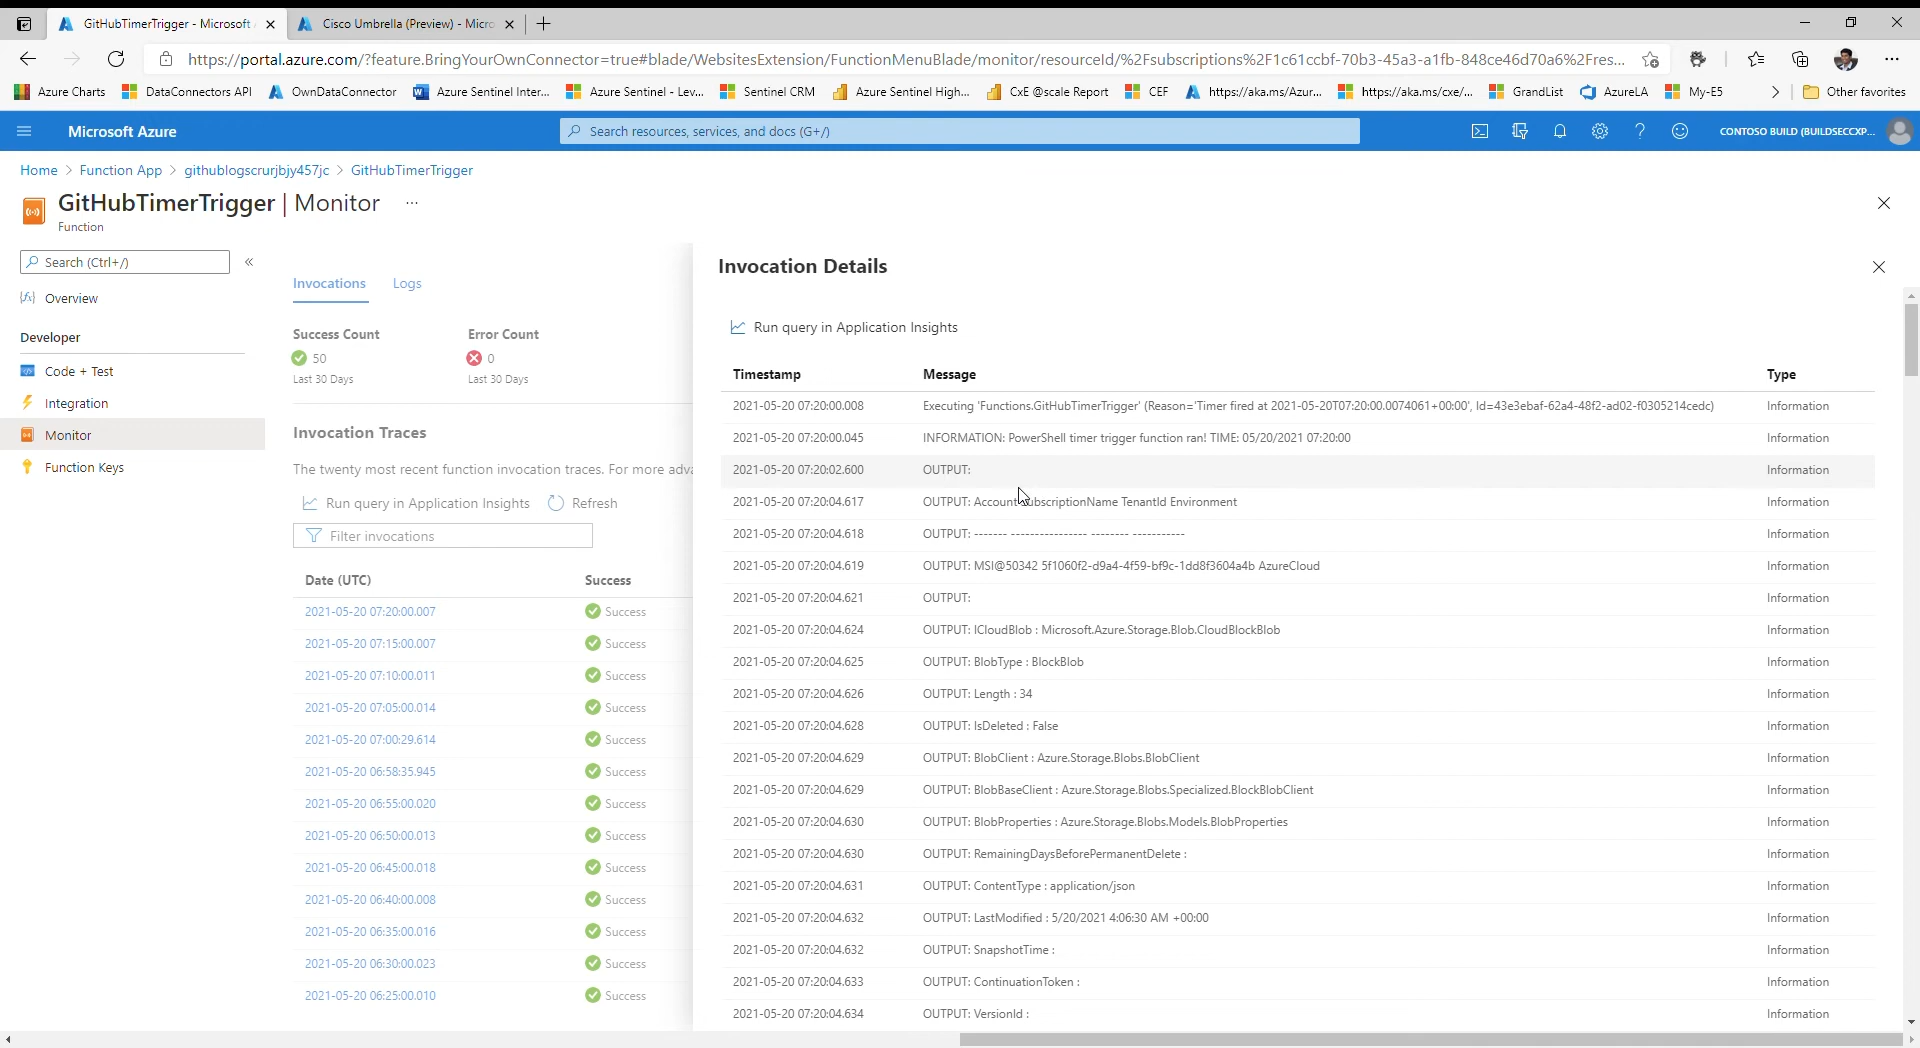 GitHubTimerTrigger - Microsoft
Cisco Umbrella (Preview) - Micro
https://portal.azure.com/?feature.BringYourOwnConnector=true#blade/WebsitesExtension/FunctionMenuBlade/monitor/resourceId/%2Fsubscriptions%2F1c61ccbf-70b3-45a3-a1fb-848ce46d70a6%2Fres...
Azure Charts DataConnectors API OwnDataConnector Azure Sentinel Inter... Azure Sentinel - Lev... Sentinel CRM Azure Sentinel High... CxE @scale Report CEF https://aka.ms/Azur... https://aka.ms/cxe/... GrandList AzureLA My-E5 Other favorites
Microsoft Azure
Search resources, services, and docs (G+/)
CONTOSO BUILD (BUILDSECCXP...
Home > Function App > githublogscrurjbjy457jc > GitHubTimerTrigger
GitHubTimerTrigger | Monitor ...
Function
Search (Ctrl+/)
Overview
Developer
Code + Test
Integration
Monitor
Function Keys
Invocations Logs
Success Count Error Count
50 0
Last 30 Days Last 30 Days
Invocation Traces
The twenty most recent function invocation traces. For more adva
Run query in Application Insights Refresh
Filter invocations
Date (UTC) Success
2021-05-20 07:20:00.007 Success
2021-05-20 07:15:00.007 Success
2021-05-20 07:10:00.011 Success
2021-05-20 07:05:00.014 Success
2021-05-20 07:00:29.614 Success
2021-05-20 06:58:35.945 Success
2021-05-20 06:55:00.020 Success
2021-05-20 06:50:00.013 Success
2021-05-20 06:45:00.018 Success
2021-05-20 06:40:00.008 Success
2021-05-20 06:35:00.016 Success
2021-05-20 06:30:00.023 Success
2021-05-20 06:25:00.010 Success
Invocation Details
Run query in Application Insights
Timestamp Message Type
2021-05-20 07:20:00.008 Executing 'Functions.GitHubTimerTrigger' (Reason='Timer fired at 2021-05-20T07:20:00.0074061+00:00', Id=43e3ebaf-62a4-48f2-ad02-f0305214cedc) Information
2021-05-20 07:20:00.045 INFORMATION: PowerShell timer trigger function ran! TIME: 05/20/2021 07:20:00 Information
2021-05-20 07:20:02.600 OUTPUT: Information
2021-05-20 07:20:04.617 OUTPUT: Account SubscriptionName TenantId Environment Information
2021-05-20 07:20:04.618 OUTPUT: ------- ---------------- -------- ----------- Information
2021-05-20 07:20:04.619 OUTPUT: MSI@50342 5f1060f2-d9a4-4f59-bf9c-1dd8f3604a4b AzureCloud Information
2021-05-20 07:20:04.621 OUTPUT: Information
2021-05-20 07:20:04.624 OUTPUT: ICloudBlob : Microsoft.Azure.Storage.Blob.CloudBlockBlob Information
2021-05-20 07:20:04.625 OUTPUT: BlobType : BlockBlob Information
2021-05-20 07:20:04.626 OUTPUT: Length : 34 Information
2021-05-20 07:20:04.628 OUTPUT: IsDeleted : False Information
2021-05-20 07:20:04.629 OUTPUT: BlobClient : Azure.Storage.Blobs.BlobClient Information
2021-05-20 07:20:04.629 OUTPUT: BlobBaseClient : Azure.Storage.Blobs.Specialized.BlockBlobClient Information
2021-05-20 07:20:04.630 OUTPUT: BlobProperties : Azure.Storage.Blobs.Models.BlobProperties Information
2021-05-20 07:20:04.630 OUTPUT: RemainingDaysBeforePermanentDelete : Information
2021-05-20 07:20:04.631 OUTPUT: ContentType : application/json Information
2021-05-20 07:20:04.632 OUTPUT: LastModified : 5/20/2021 4:06:30 AM +00:00 Information
2021-05-20 07:20:04.632 OUTPUT: SnapshotTime : Information
2021-05-20 07:20:04.633 OUTPUT: ContinuationToken : Information
2021-05-20 07:20:04.634 OUTPUT: VersionId : Information